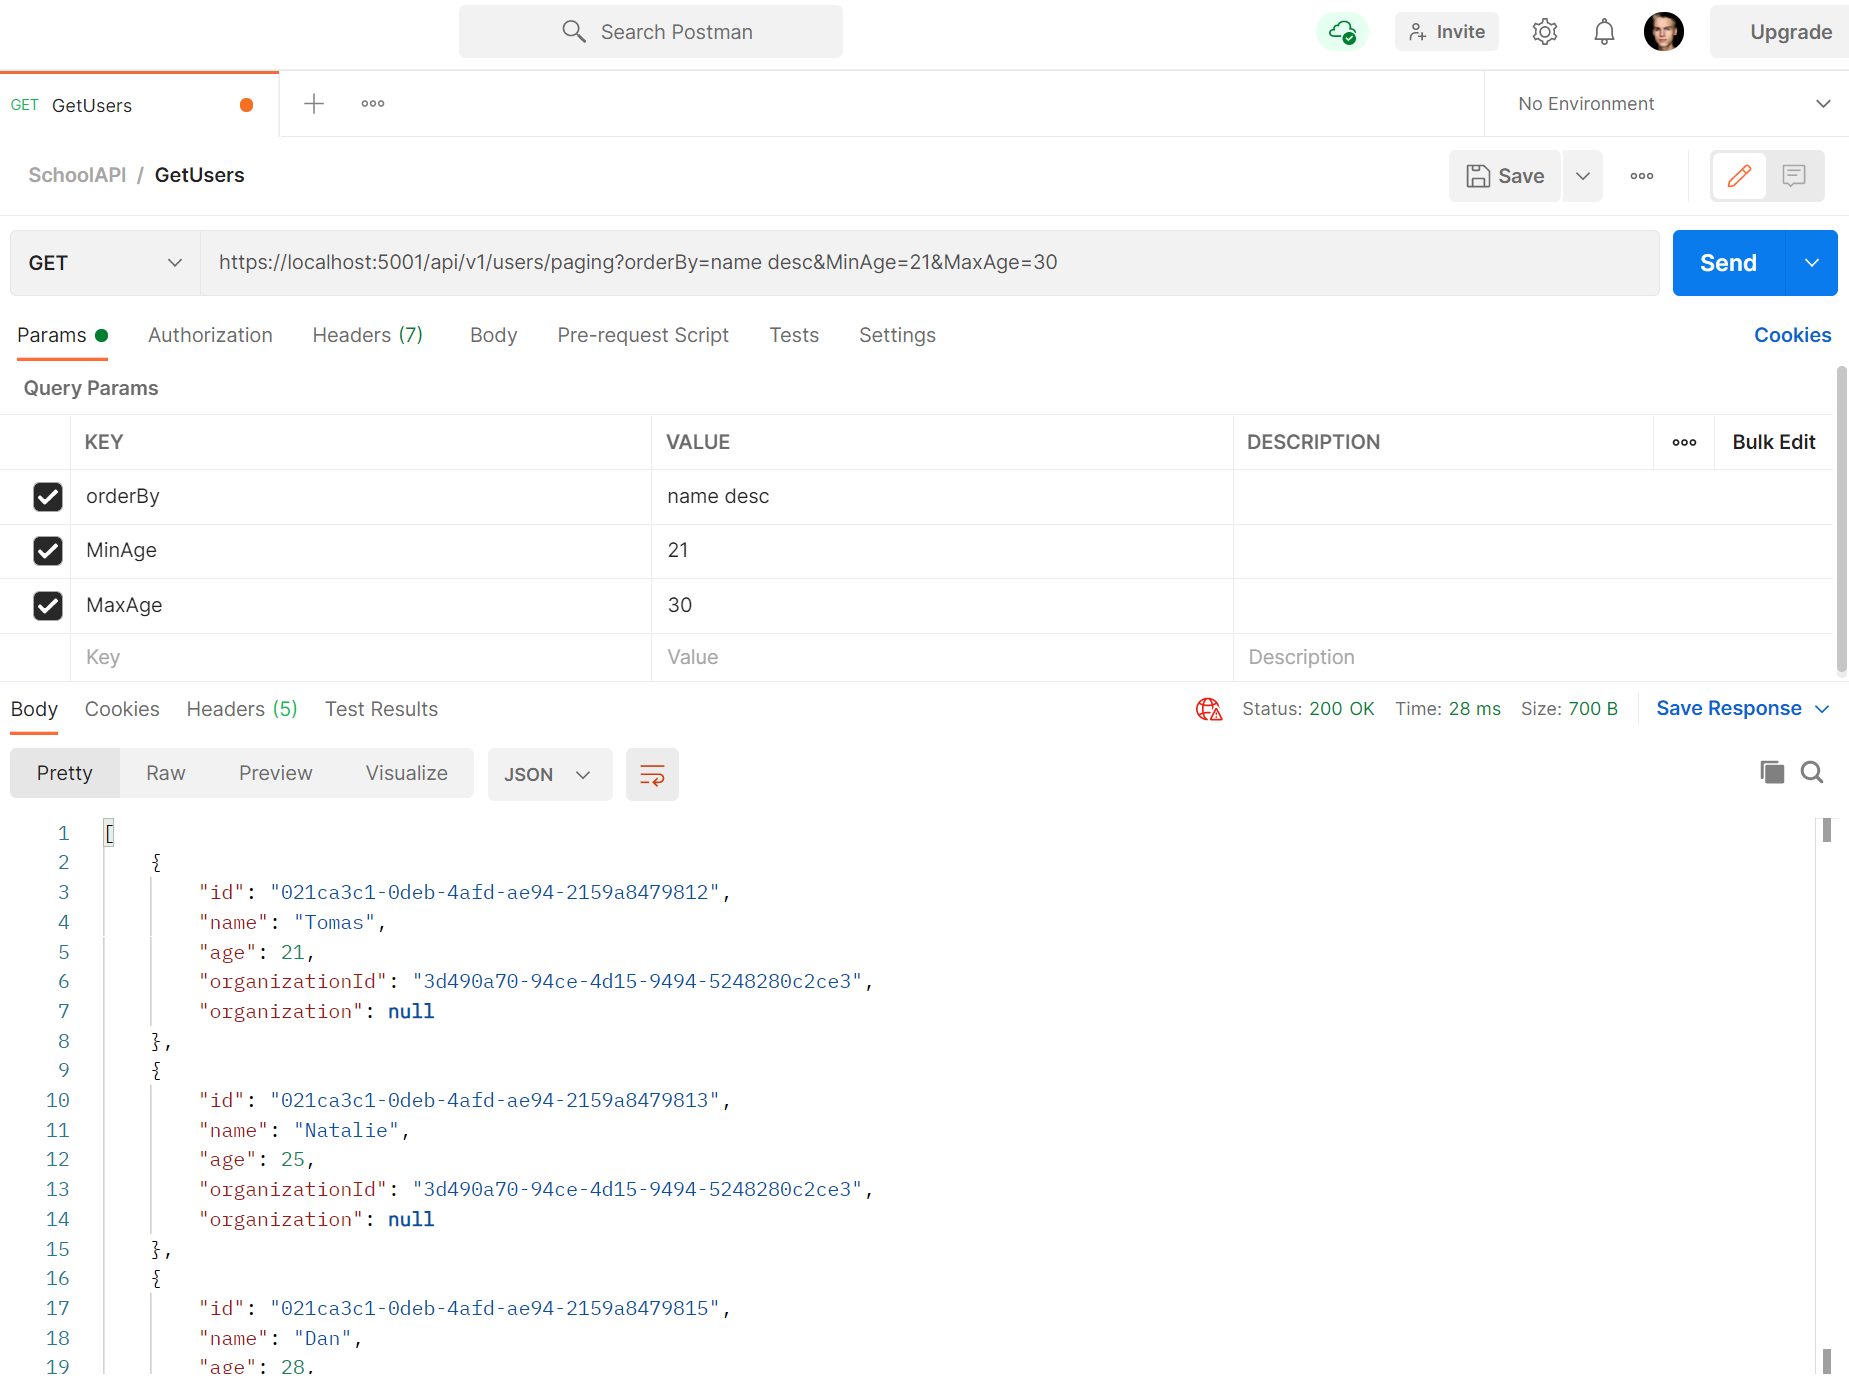 Search Postman
Invite
Upgrade
GET GetUsers
No Environment
SchoolAPI / GetUsers
Save
GET
https://localhost:5001/api/v1/users/paging?orderBy=name desc&MinAge=21&MaxAge=30
Send
Params
Authorization
Headers (7)
Body
Pre-request Script
Tests
Settings
Cookies
Query Params
KEY VALUE DESCRIPTION Bulk Edit
orderBy name desc
MinAge 21
MaxAge 30
Key Value Description
Body Cookies Headers (5) Test Results Status: 200 OK Time: 28 ms Size: 700 B Save Response
Pretty Raw Preview Visualize JSON
1 [
2 {
3 "id": "021ca3c1-0deb-4afd-ae94-2159a8479812",
4 "name": "Tomas",
5 "age": 21,
6 "organizationId": "3d490a70-94ce-4d15-9494-5248280c2ce3",
7 "organization": null
8 },
9 {
10 "id": "021ca3c1-0deb-4afd-ae94-2159a8479813",
11 "name": "Natalie",
12 "age": 25,
13 "organizationId": "3d490a70-94ce-4d15-9494-5248280c2ce3",
14 "organization": null
15 },
16 {
17 "id": "021ca3c1-0deb-4afd-ae94-2159a8479815",
18 "name": "Dan",
19 "age": 28,